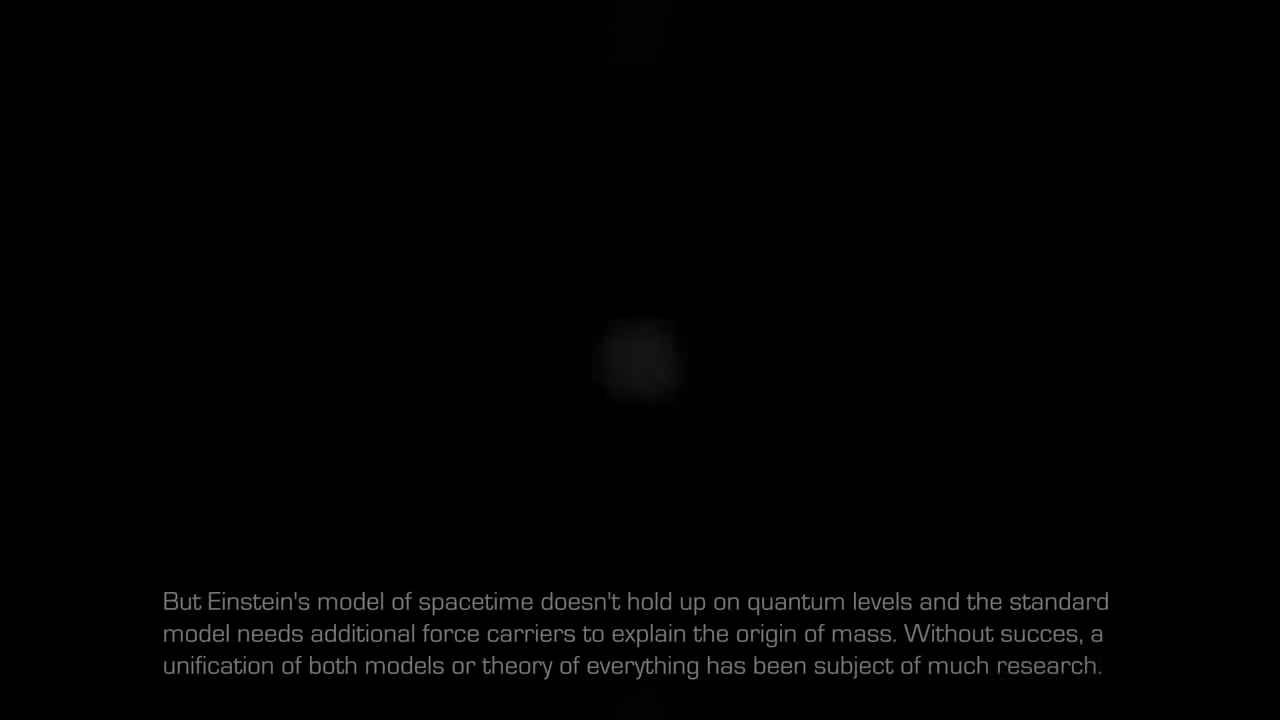 But Einstein's model of spacetime doesn't hold up on quantum levels and the standard
model needs additional force carriers to explain the origin of mass. Without succes, a
unification of both models or theory of everything has been subject of much research.